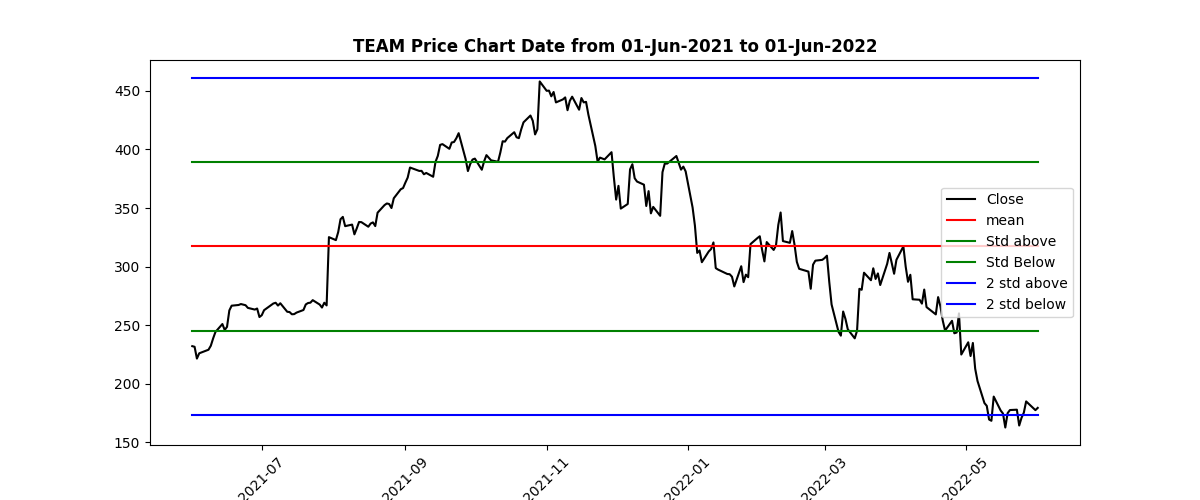 TEAM Price Chart Date from 01-Jun-2021 to 01-Jun-2022
450
400
350
300
250
200
150
Close
mean
Std above
Std Below
2 std above
2 std below
2021-07
2021-09
2021-11
2022-01
2022-03
2022-05